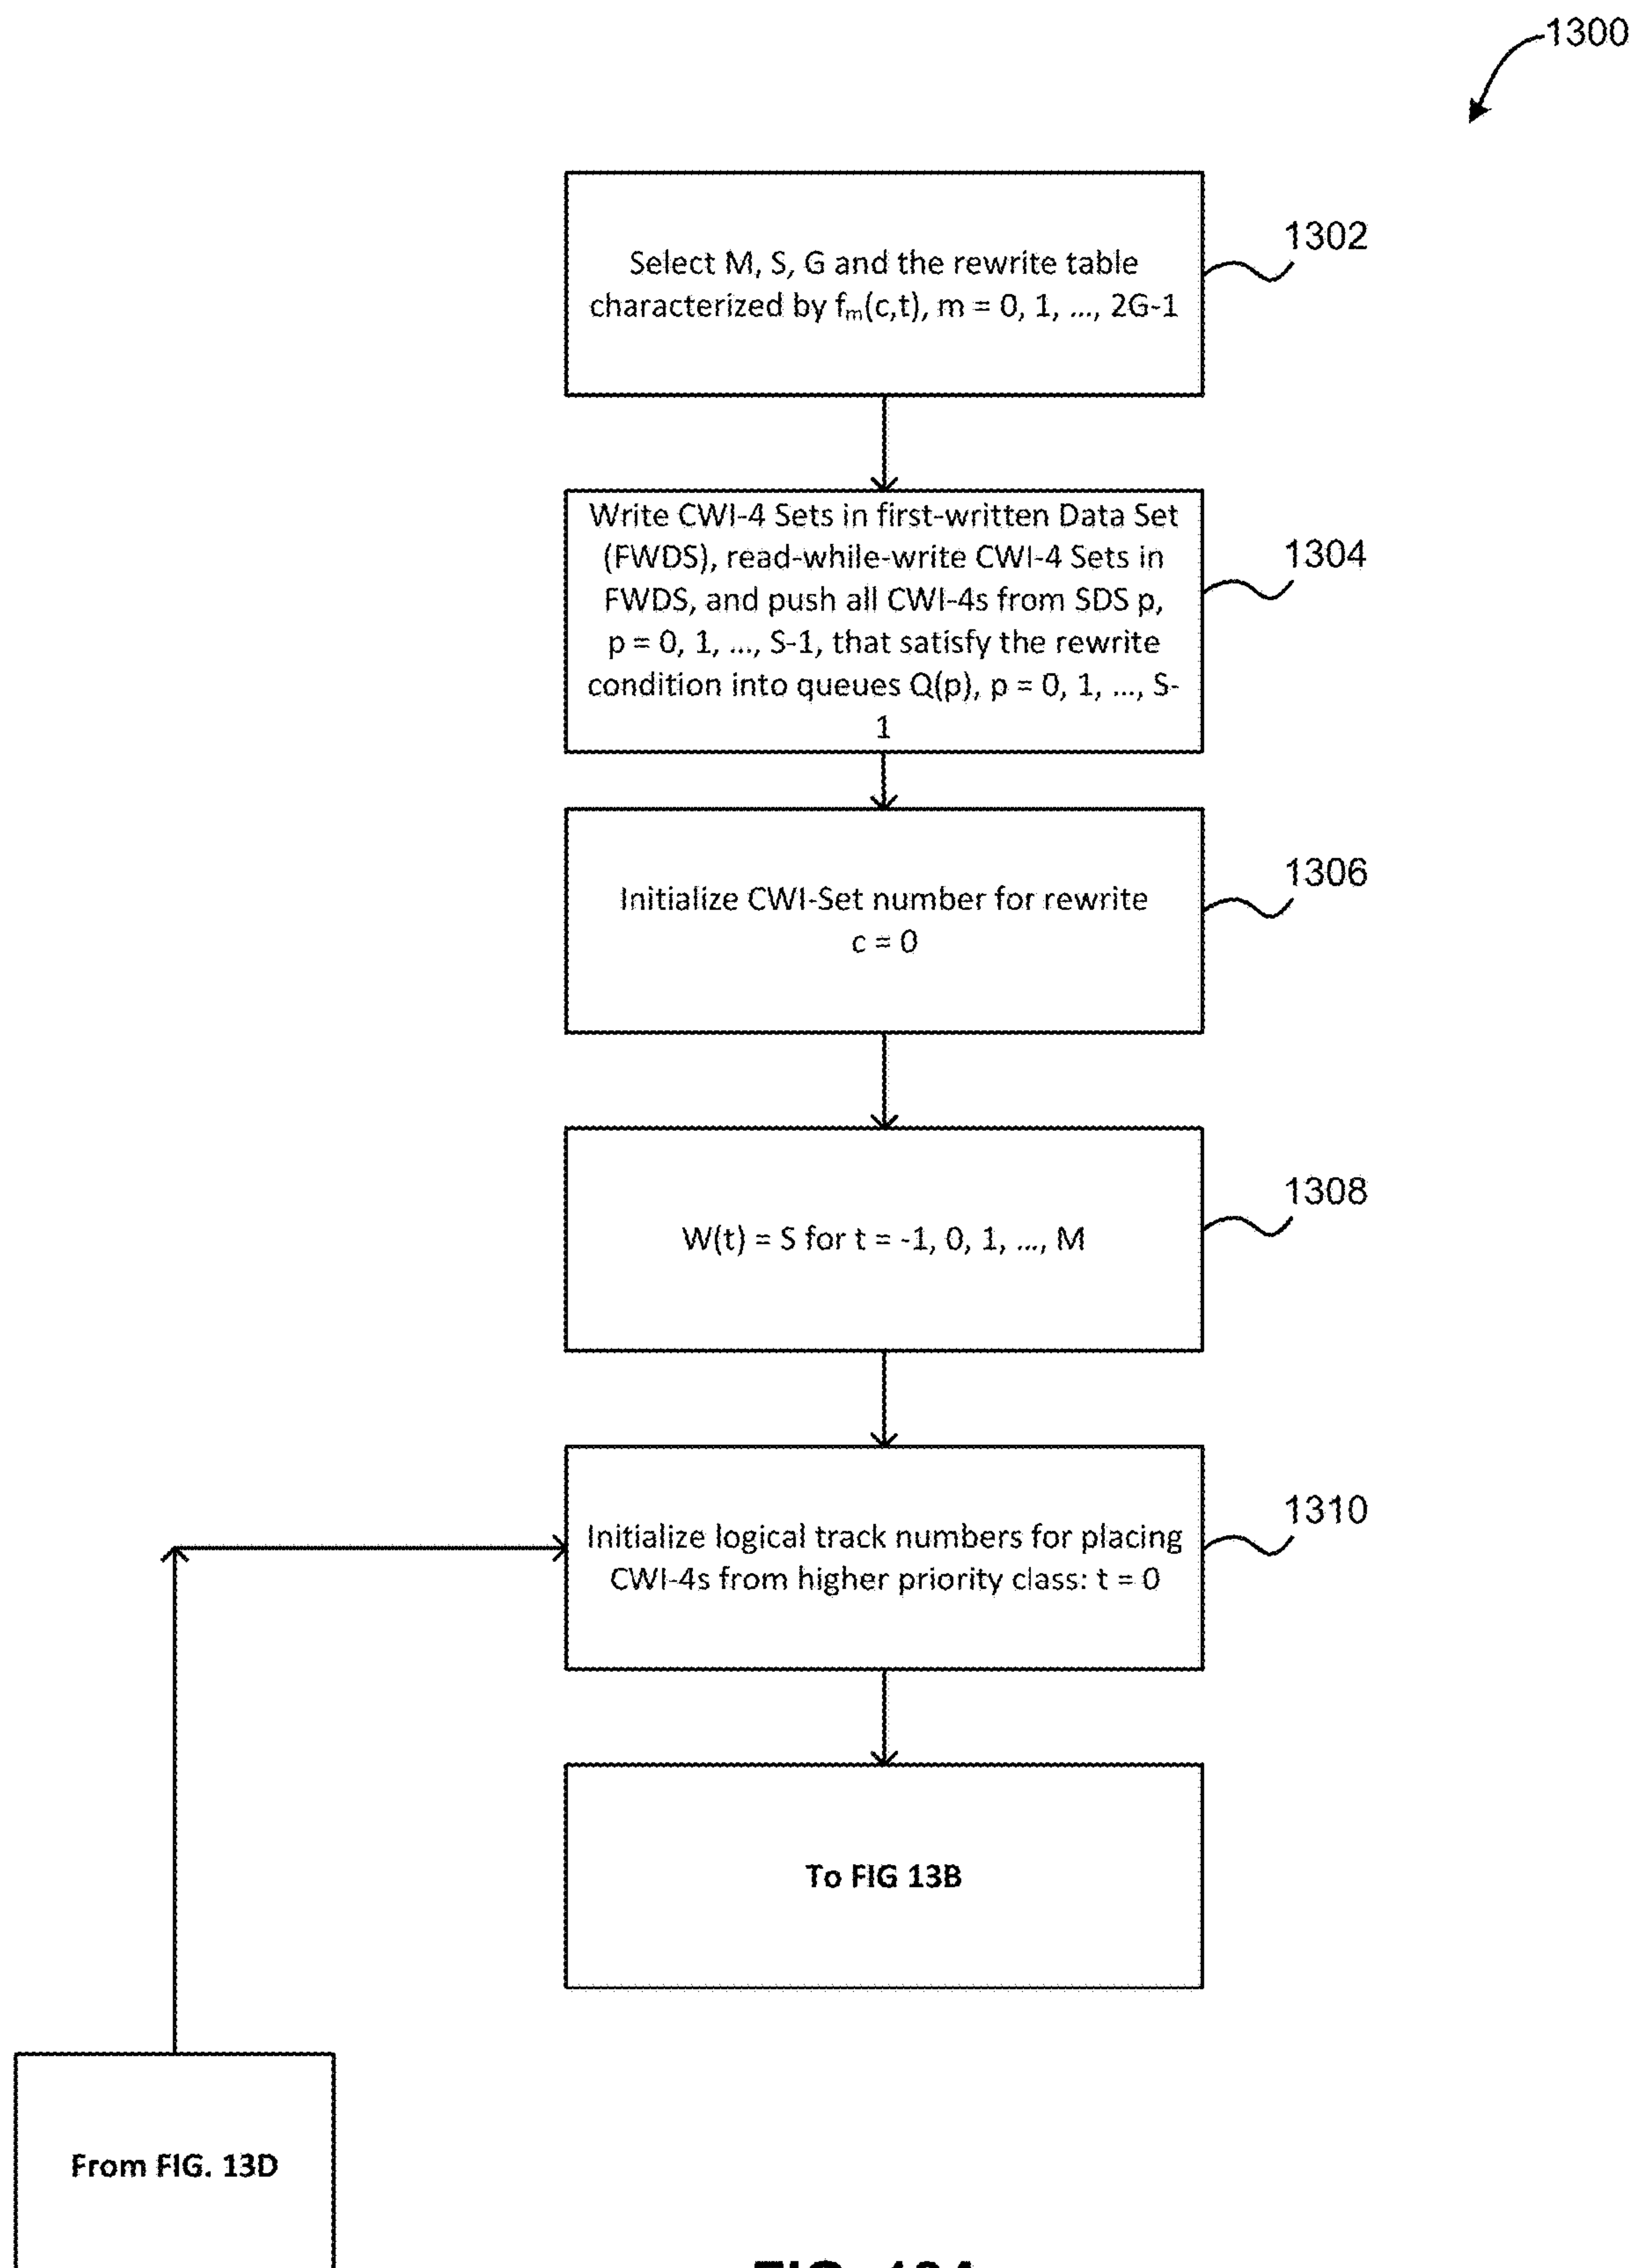 1300
Select M, S, G and the rewrite table
characterized by fₘ(c,t), m = 0, 1, ..., 2G-1
1302
Write CWI-4 Sets in first-written Data Set
(FWDS), read-while-write CWI-4 Sets in
FWDS, and push all CWI-4s from SDS p,
p = 0, 1, ..., S-1, that satisfy the rewrite
condition into queues Q(p), p = 0, 1, ..., S-
1
1304
Initialize CWI-Set number for rewrite
c = 0
1306
W(t) = S for t = -1, 0, 1, ..., M
1308
Initialize logical track numbers for placing
CWI-4s from higher priority class: t = 0
1310
To FIG 13B
From FIG. 13D